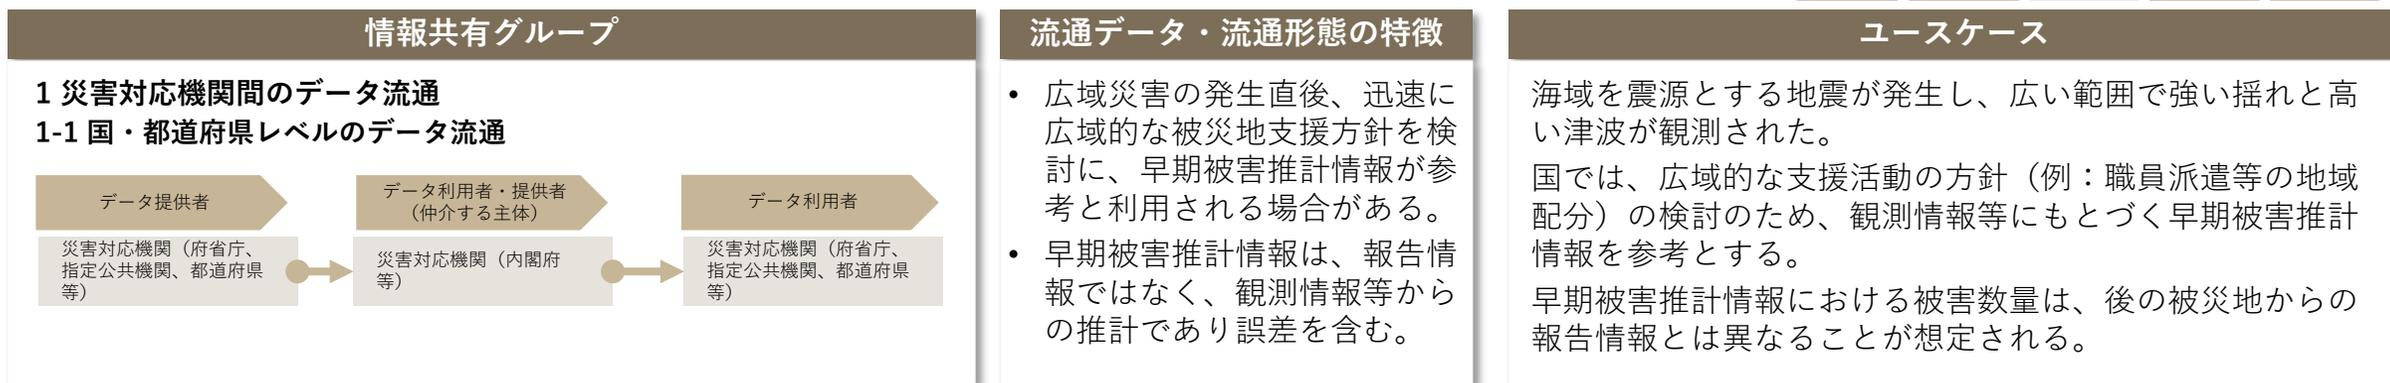 情報共有グループ
1 災害対応機関間のデータ流通
1-1 国・都道府県レベルのデータ流通
データ提供者
データ利用者・提供者
（仲介する主体）
データ利用者
災害対応機関（府省庁、
指定公共機関、都道府県
等）
災害対応機関（内閣府
等）
災害対応機関（府省庁、
指定公共機関、都道府県
等）
流通データ・流通形態の特徴
• 広域災害の発生直後、迅速に
広域的な被災地支援方針を検
討に、早期被害推計情報が参
考と利用される場合がある。
• 早期被害推計情報は、報告情
報ではなく、観測情報等から
の推計であり誤差を含む。
ユースケース
海域を震源とする地震が発生し、広い範囲で強い揺れと高
い津波が観測された。
国では、広域的な支援活動の方針（例：職員派遣等の地域
配分）の検討のため、観測情報等にもとづく早期被害推計
情報を参考とする。
早期被害推計情報における被害数量は、後の被災地からの
報告情報とは異なることが想定される。